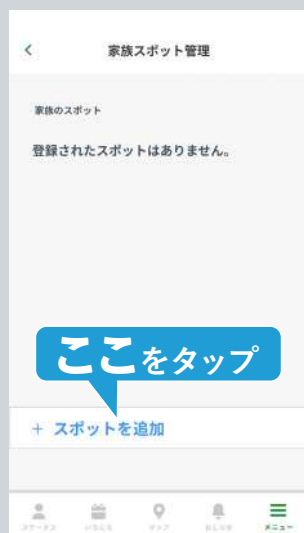 家族スポット管理
家族のスポット
登録されたスポットはありません。
ここをタップ
+ スポットを追加
メニュー